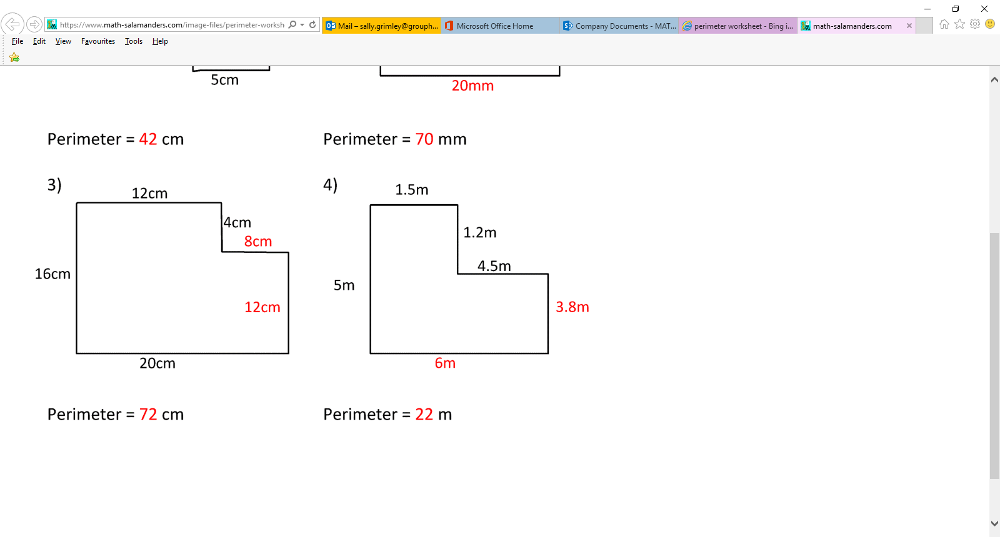 https://www.math-salamanders.com/image-files/perimeter-worksh
Mail – sally.grimley@grouph...
Microsoft Office Home
Company Documents - MAT...
perimeter worksheet - Bing i...
math-salamanders.com
File Edit View Favourites Tools Help
5cm
20mm
Perimeter = 42 cm
Perimeter = 70 mm
3)
12cm
4cm
8cm
16cm
12cm
20cm
4)
1.5m
1.2m
4.5m
5m
3.8m
6m
Perimeter = 72 cm
Perimeter = 22 m